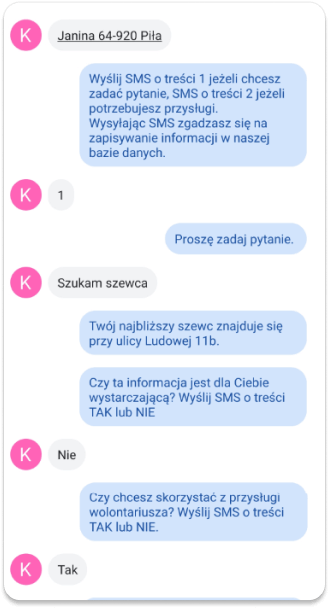 K
Janina 64-920 Piła
Wyślij SMS o treści 1 jeżeli chcesz
zadać pytanie, SMS o treści 2 jeżeli
potrzebujesz przysługi.
Wysyłając SMS zgadzasz się na
zapisywanie informacji w naszej
bazie danych.
K
1
Proszę zadaj pytanie.
K
Szukam szewca
Twój najbliższy szewc znajduje się
przy ulicy Ludowej 11b.
Czy ta informacja jest dla Ciebie
wystarczającą? Wyślij SMS o treści
TAK lub NIE
K
Nie
Czy chcesz skorzystać z przysługi
wolontariusza? Wyślij SMS o treści
TAK lub NIE.
K
Tak